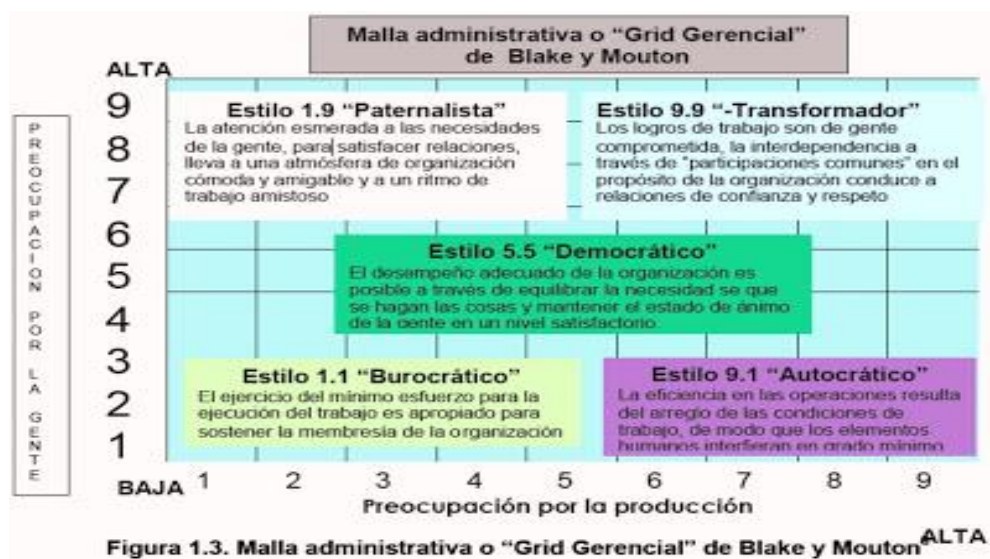 Malla administrativa o “Grid Gerencial”
de Blake y Mouton
ALTA
9
8
7
6
5
4
3
2
1
PREOCUPACION POR LA GENTE
Estilo 1.9 “Paternalista”
La atención esmerada a las necesidades
de la gente, para satisfacer relaciones,
lleva a una atmósfera de organización
cómoda y amigable y a un ritmo de
trabajo amistoso
Estilo 9.9 “-Transformador”
Los logros de trabajo son de gente
comprometida, la interdependencia a
través de “participaciones comunes” en el
propósito de la organización conduce a
relaciones de confianza y respeto
Estilo 5.5 “Democrático”
El desempeño adecuado de la organización es
posible a través de equilibrar la necesidad se que
se hagan las cosas y mantener el estado de ánimo
de la gente en un nivel satisfactorio.
Estilo 1.1 “Burocrático”
El ejercicio del mínimo esfuerzo para la
ejecución del trabajo es apropiado para
sostener la membresía de la organización
Estilo 9.1 “Autocrático”
La eficiencia en las operaciones resulta
del arreglo de las condiciones de
trabajo, de modo que los elementos
humanos interfieran en grado mínimo
BAJA 1 2 3 4 5 6 7 8 9
Preocupación por la producción
ALTA
Figura 1.3. Malla administrativa o “Grid Gerencial” de Blake y Mouton